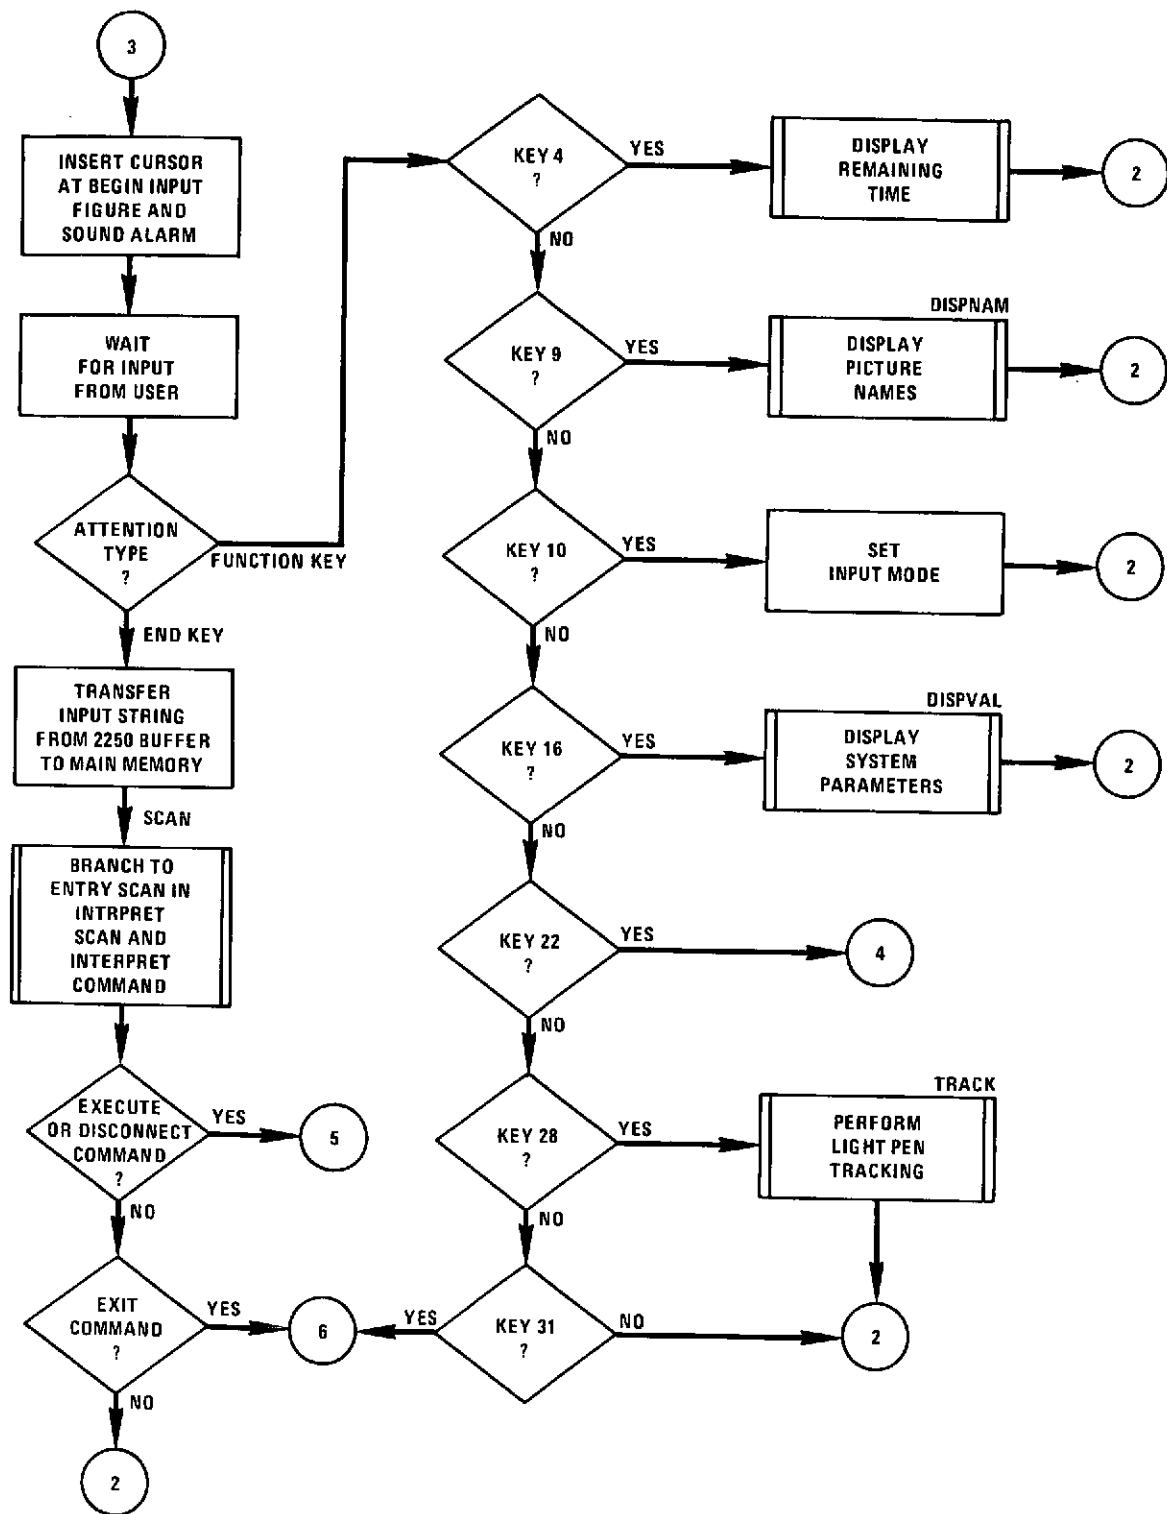 3
INSERT CURSOR
AT BEGIN INPUT
FIGURE AND
SOUND ALARM
WAIT
FOR INPUT
FROM USER
ATTENTION
TYPE
?
FUNCTION KEY
END KEY
TRANSFER
INPUT STRING
FROM 2250 BUFFER
TO MAIN MEMORY
SCAN
BRANCH TO
ENTRY SCAN IN
INTRPRET
SCAN AND
INTERPRET
COMMAND
EXECUTE
OR DISCONNECT
COMMAND
?
YES
5
NO
EXIT
COMMAND
?
YES
6
NO
2
KEY 4
?
YES
DISPLAY
REMAINING
TIME
2
NO
KEY 9
?
YES
DISPNAM
DISPLAY
PICTURE
NAMES
2
NO
KEY 10
?
YES
SET
INPUT MODE
2
NO
KEY 16
?
YES
DISPVAL
DISPLAY
SYSTEM
PARAMETERS
2
NO
KEY 22
?
YES
4
NO
KEY 28
?
YES
TRACK
PERFORM
LIGHT PEN
TRACKING
NO
KEY 31
?
YES
NO
2